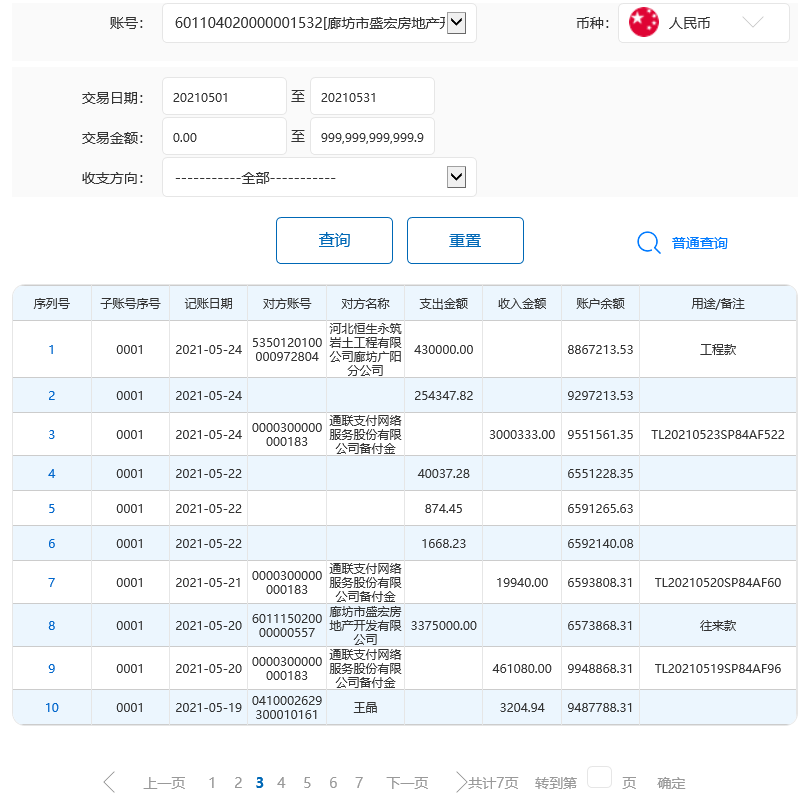 账号： 601104020000001532[廊坊市盛宏房地产开 币种： 人民币
交易日期： 20210501 至 20210531
交易金额： 0.00 至 999,999,999,999.9
收支方向： -----------全部-----------
查询 重置 普通查询
序列号 子账号序号 记账日期 对方账号 对方名称 支出金额 收入金额 账户余额 用途/备注
1 0001 2021-05-24 5350120100000972804 河北恒生永筑岩土工程有限公司廊坊广阳分公司 430000.00 8867213.53 工程款
2 0001 2021-05-24 254347.82 9297213.53
3 0001 2021-05-24 0000300000000183 通联支付网络服务股份有限公司备付金 3000333.00 9551561.35 TL20210523SP84AF522
4 0001 2021-05-22 40037.28 6551228.35
5 0001 2021-05-22 874.45 6591265.63
6 0001 2021-05-22 1668.23 6592140.08
7 0001 2021-05-21 0000300000000183 通联支付网络服务股份有限公司备付金 19940.00 6593808.31 TL20210520SP84AF60
8 0001 2021-05-20 601115020000000557 廊坊市盛宏房地产开发有限公司 3375000.00 6573868.31 往来款
9 0001 2021-05-20 0000300000000183 通联支付网络服务股份有限公司备付金 461080.00 9948868.31 TL20210519SP84AF96
10 0001 2021-05-19 0410002629300010161 王晶 3204.94 9487788.31
上一页 1 2 3 4 5 6 7 下一页 共计7页 转到第 页 确定